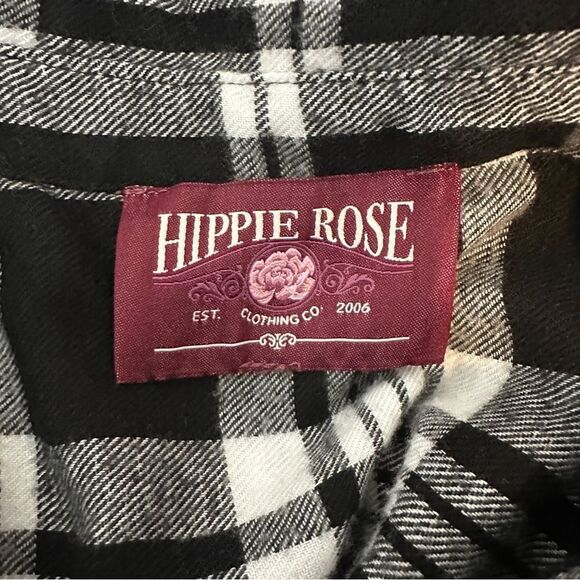 HIPPIE ROSE
EST. CLOTHING CO. 2006